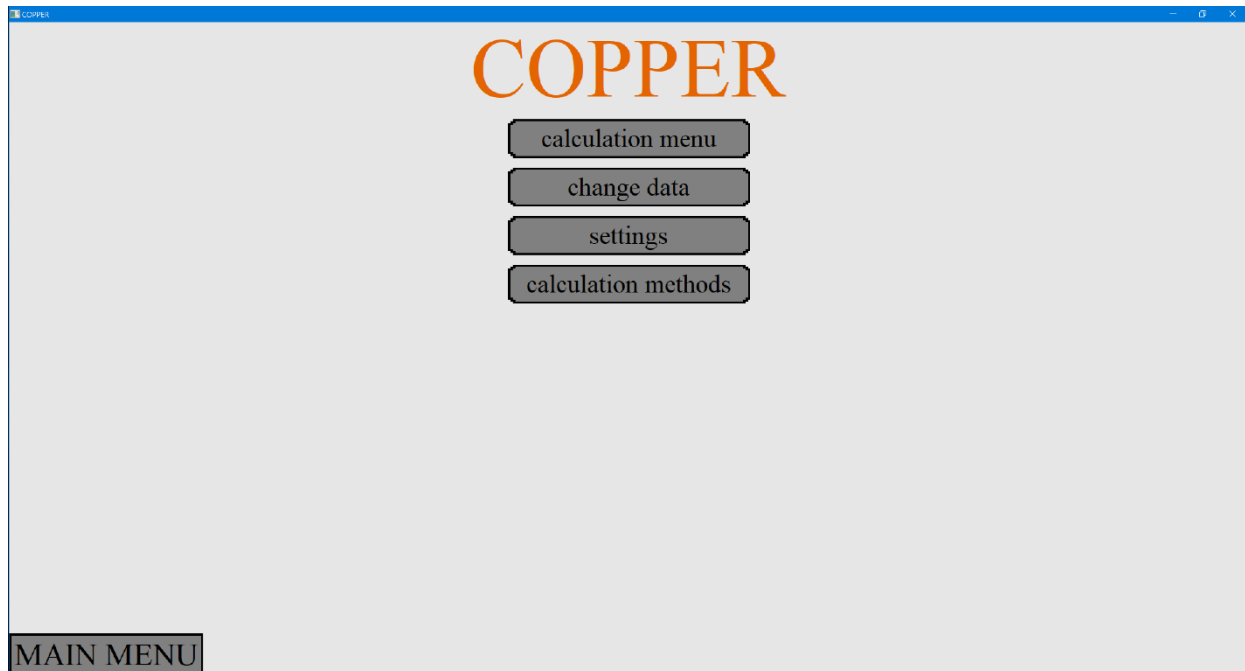 COPPER
COPPER
calculation menu
change data
settings
calculation methods
MAIN MENU